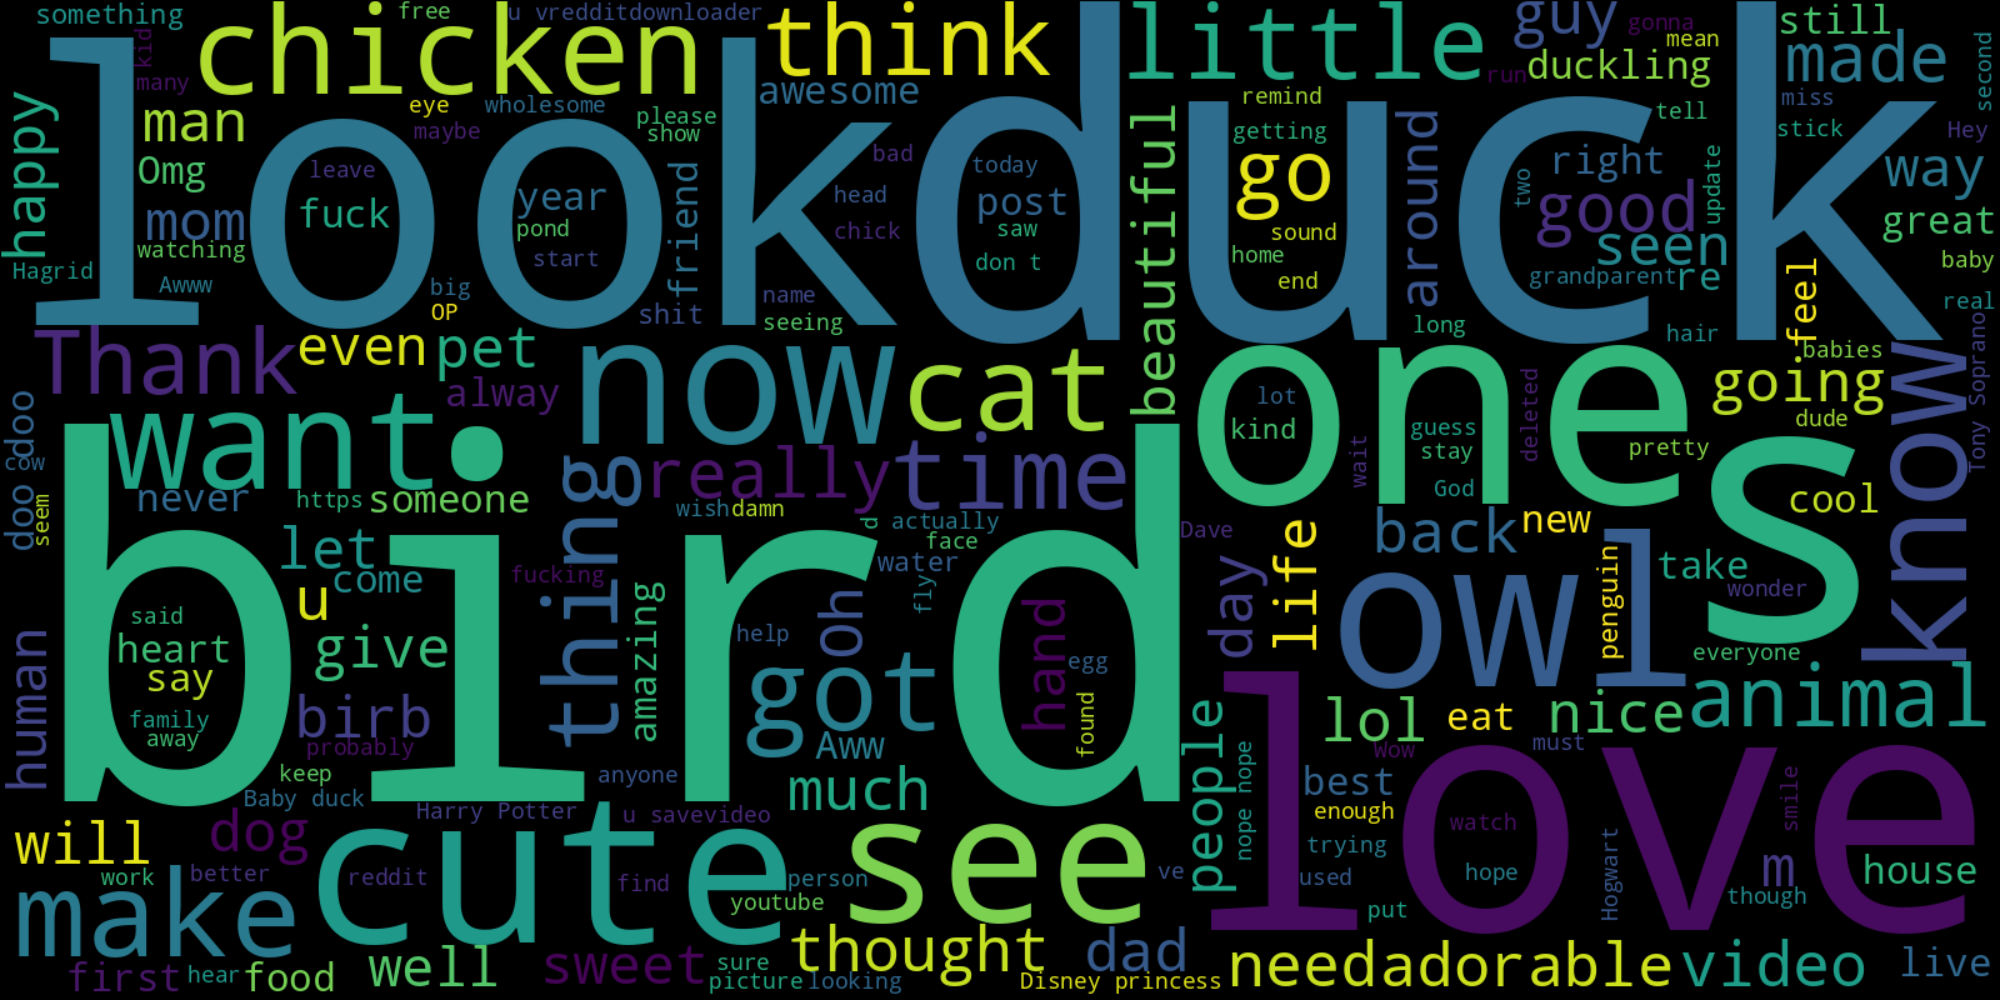 something
kid
many
free
u vredditdownloader
chicken
think
little
guy
gonna
mean
run
duckling
still
made
second
look
duck
happy
man
Omg
mom
watching
Hagrid
Awww
eye
wholesome
maybe
please
show
awesome
leave
fuck
year
pond
start
friend
big
OP
shit
bad
head
chick
name
seeing
today
post
saw
don t
beautiful
remind
getting
go
sound
home
end
around
long
tell
right
two
good
update
seen
grandparent
re
hair
miss
stick
Hey
way
great
baby
real
feel
babies
Thank
even
pet
alway
now
cat
one
lot
kind
guess
stay
God
wait
deleted
pretty
going
dude
know
Tony Soprano
doo doo
cow
seem
want
never
https
someone
thing
really
time
wish
damn
d
actually
face
water
fly
Dave
s
cool
bird
let
come
u
fucking
said
heart
say
family
away
give
birb
probably
keep
Baby duck
human
amazing
help
oh
got
Aww
hand
egg
found
anyone
much
day
life
back
new
owl
penguin
take
wonder
everyone
animal
people
nope nope
lol
eat
nice
Wow
must
best
enough
trying
used
love
watch
hope
put
Hogwart
smile
m
though
house
will
work
dog
better
Harry Potter
u savevideo
reddit
cute
find
person
youtube
see
ve
make
first
hear
food
well
sweet
sure
picture
looking
thought
dad
Disney princess
need
adorable
video
live